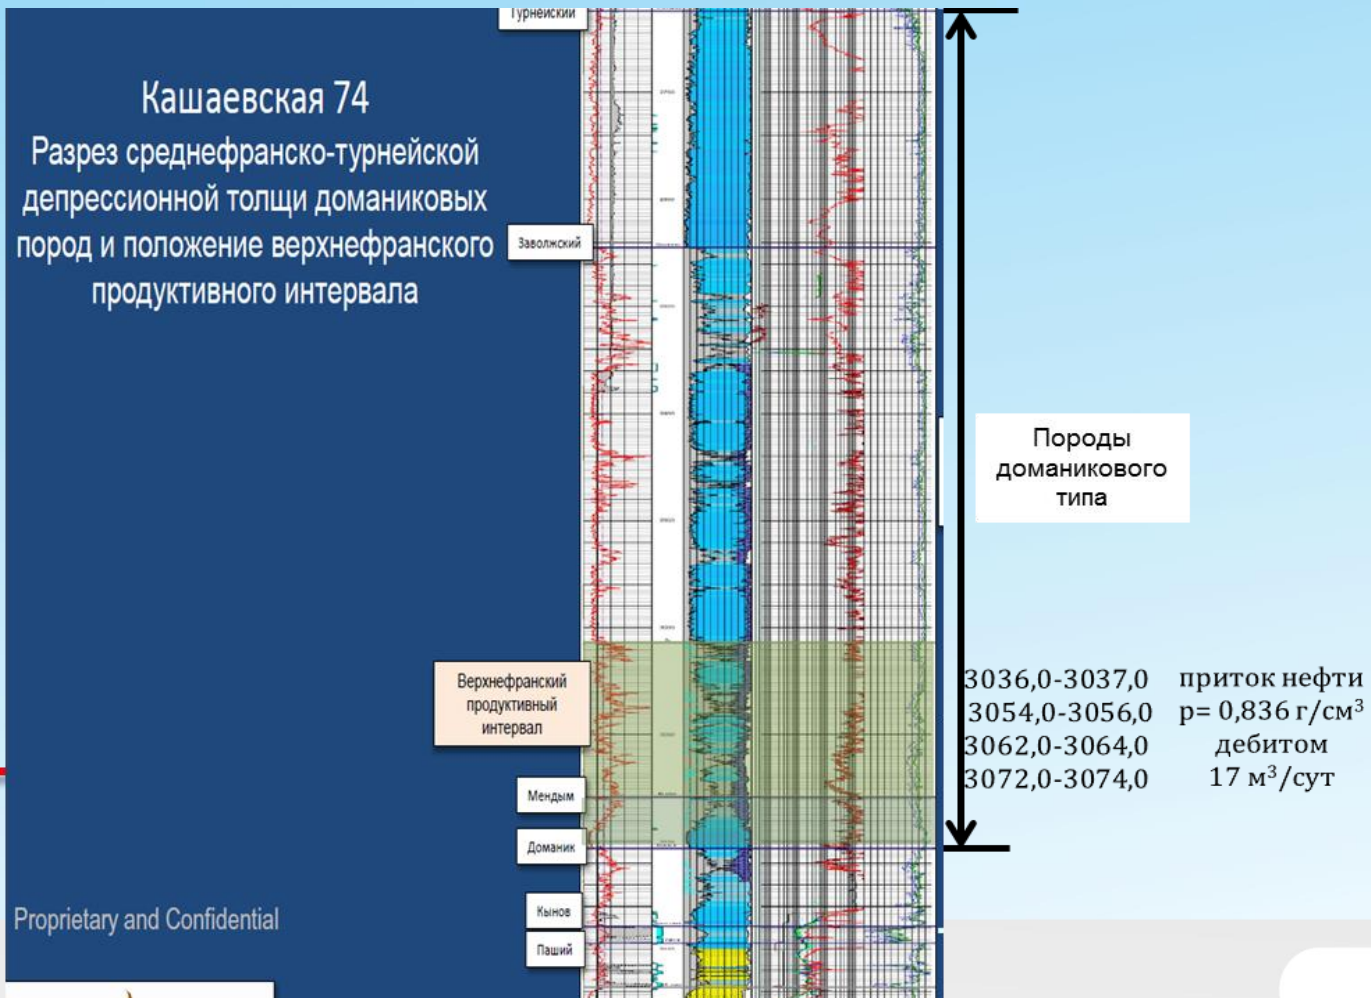 Турнейский
Кашаевская 74
Разрез среднефранско-турнейской
депрессионной толщи доманиковых
пород и положение верхнефранского
продуктивного интервала
Заволжский
Породы
доманикового
типа
Верхнефранский
продуктивный
интервал
3036,0-3037,0 приток нефти
3054,0-3056,0 р= 0,836 г/см³
3062,0-3064,0 дебитом
3072,0-3074,0 17 м³/сут
Мендым
Доманик
Кынов
Паший
Proprietary and Confidential